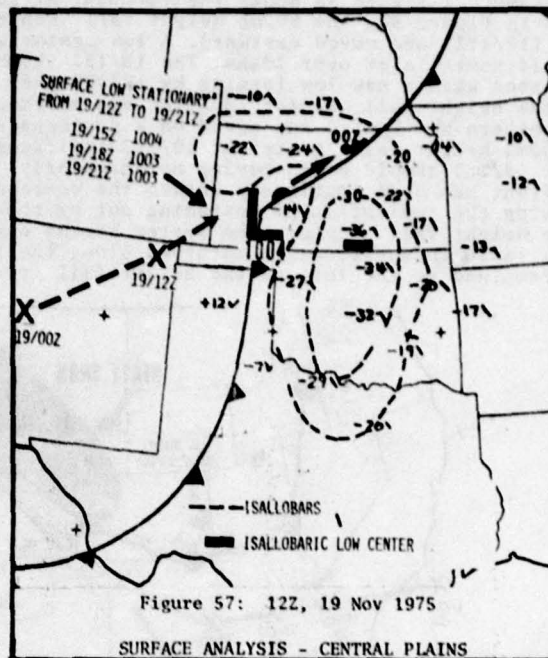 SURFACE LOW STATIONARY
FROM 19/12Z TO 19/21Z
19/15Z 1004
19/18Z 1003
19/21Z 1003
-10\
-17\
-22\
-24\
00Z
-20
-04\
-10\
-12\
-30\
-22\
-14\
L
1004
-36\
-17\
-13
-27\
-34\
-20\
19/12Z
X
X
19/00Z
+12
-32\
-17\
-19\
-7\
-29\
-26\
ISALLOBARS
ISALLOBARIC LOW CENTER
Figure 57: 12Z, 19 Nov 1975
SURFACE ANALYSIS - CENTRAL PLAINS